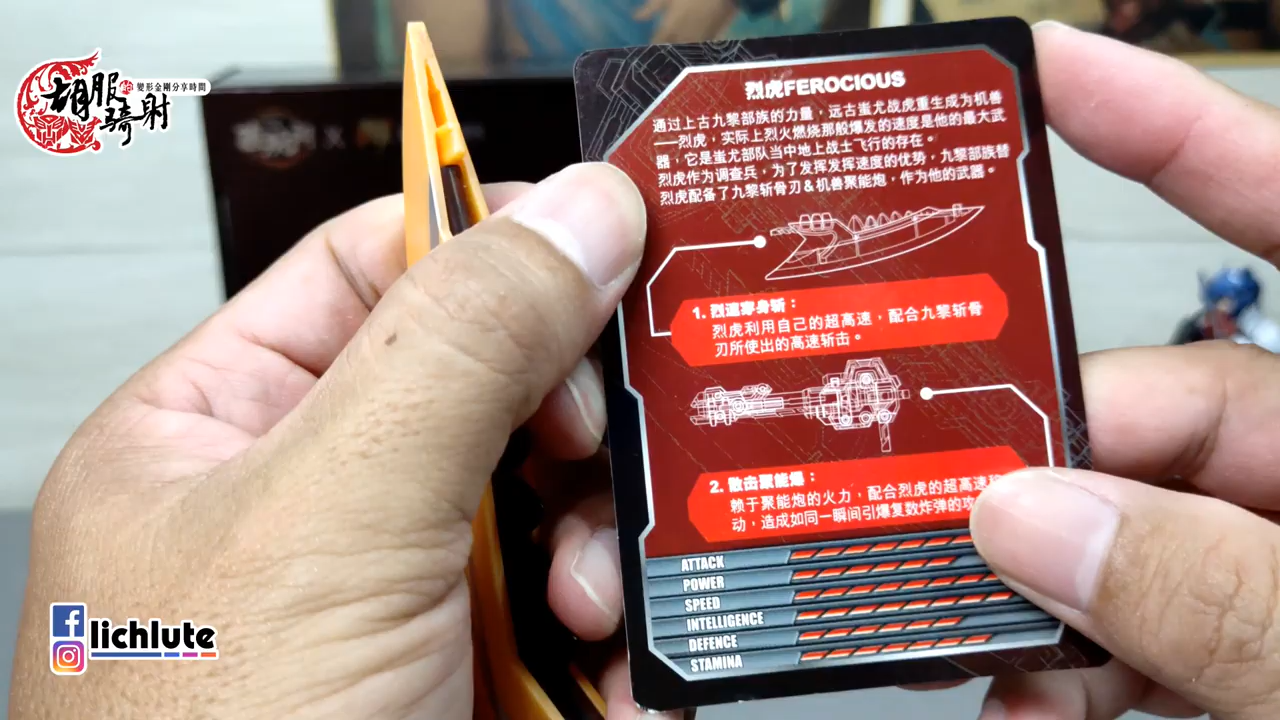 胡服騎射的變形金剛分享時間
烈虎FEROCIOUS
通过上古九黎部族的力量，远古蚩尤战虎重生成为机兽
——烈虎，实际上烈火燃烧那般爆发的速度是他的最大武
器，它是蚩尤部队当中地上战士飞行的存在。
烈虎作为调查兵，为了发挥发挥速度的优势，九黎部族替
烈虎配备了九黎斩骨刃&机兽聚能炮，作为他的武器。
1. 烈速穿身斩：
烈虎利用自己的超高速，配合九黎斩骨
刃所使出的高速斩击。
2. 散击聚能爆：
赖于聚能炮的火力，配合烈虎的超高速
动，造成如同一瞬间引爆复数炸弹的攻
ATTACK
POWER
SPEED
INTELLIGENCE
DEFENCE
STAMINA
lichlute